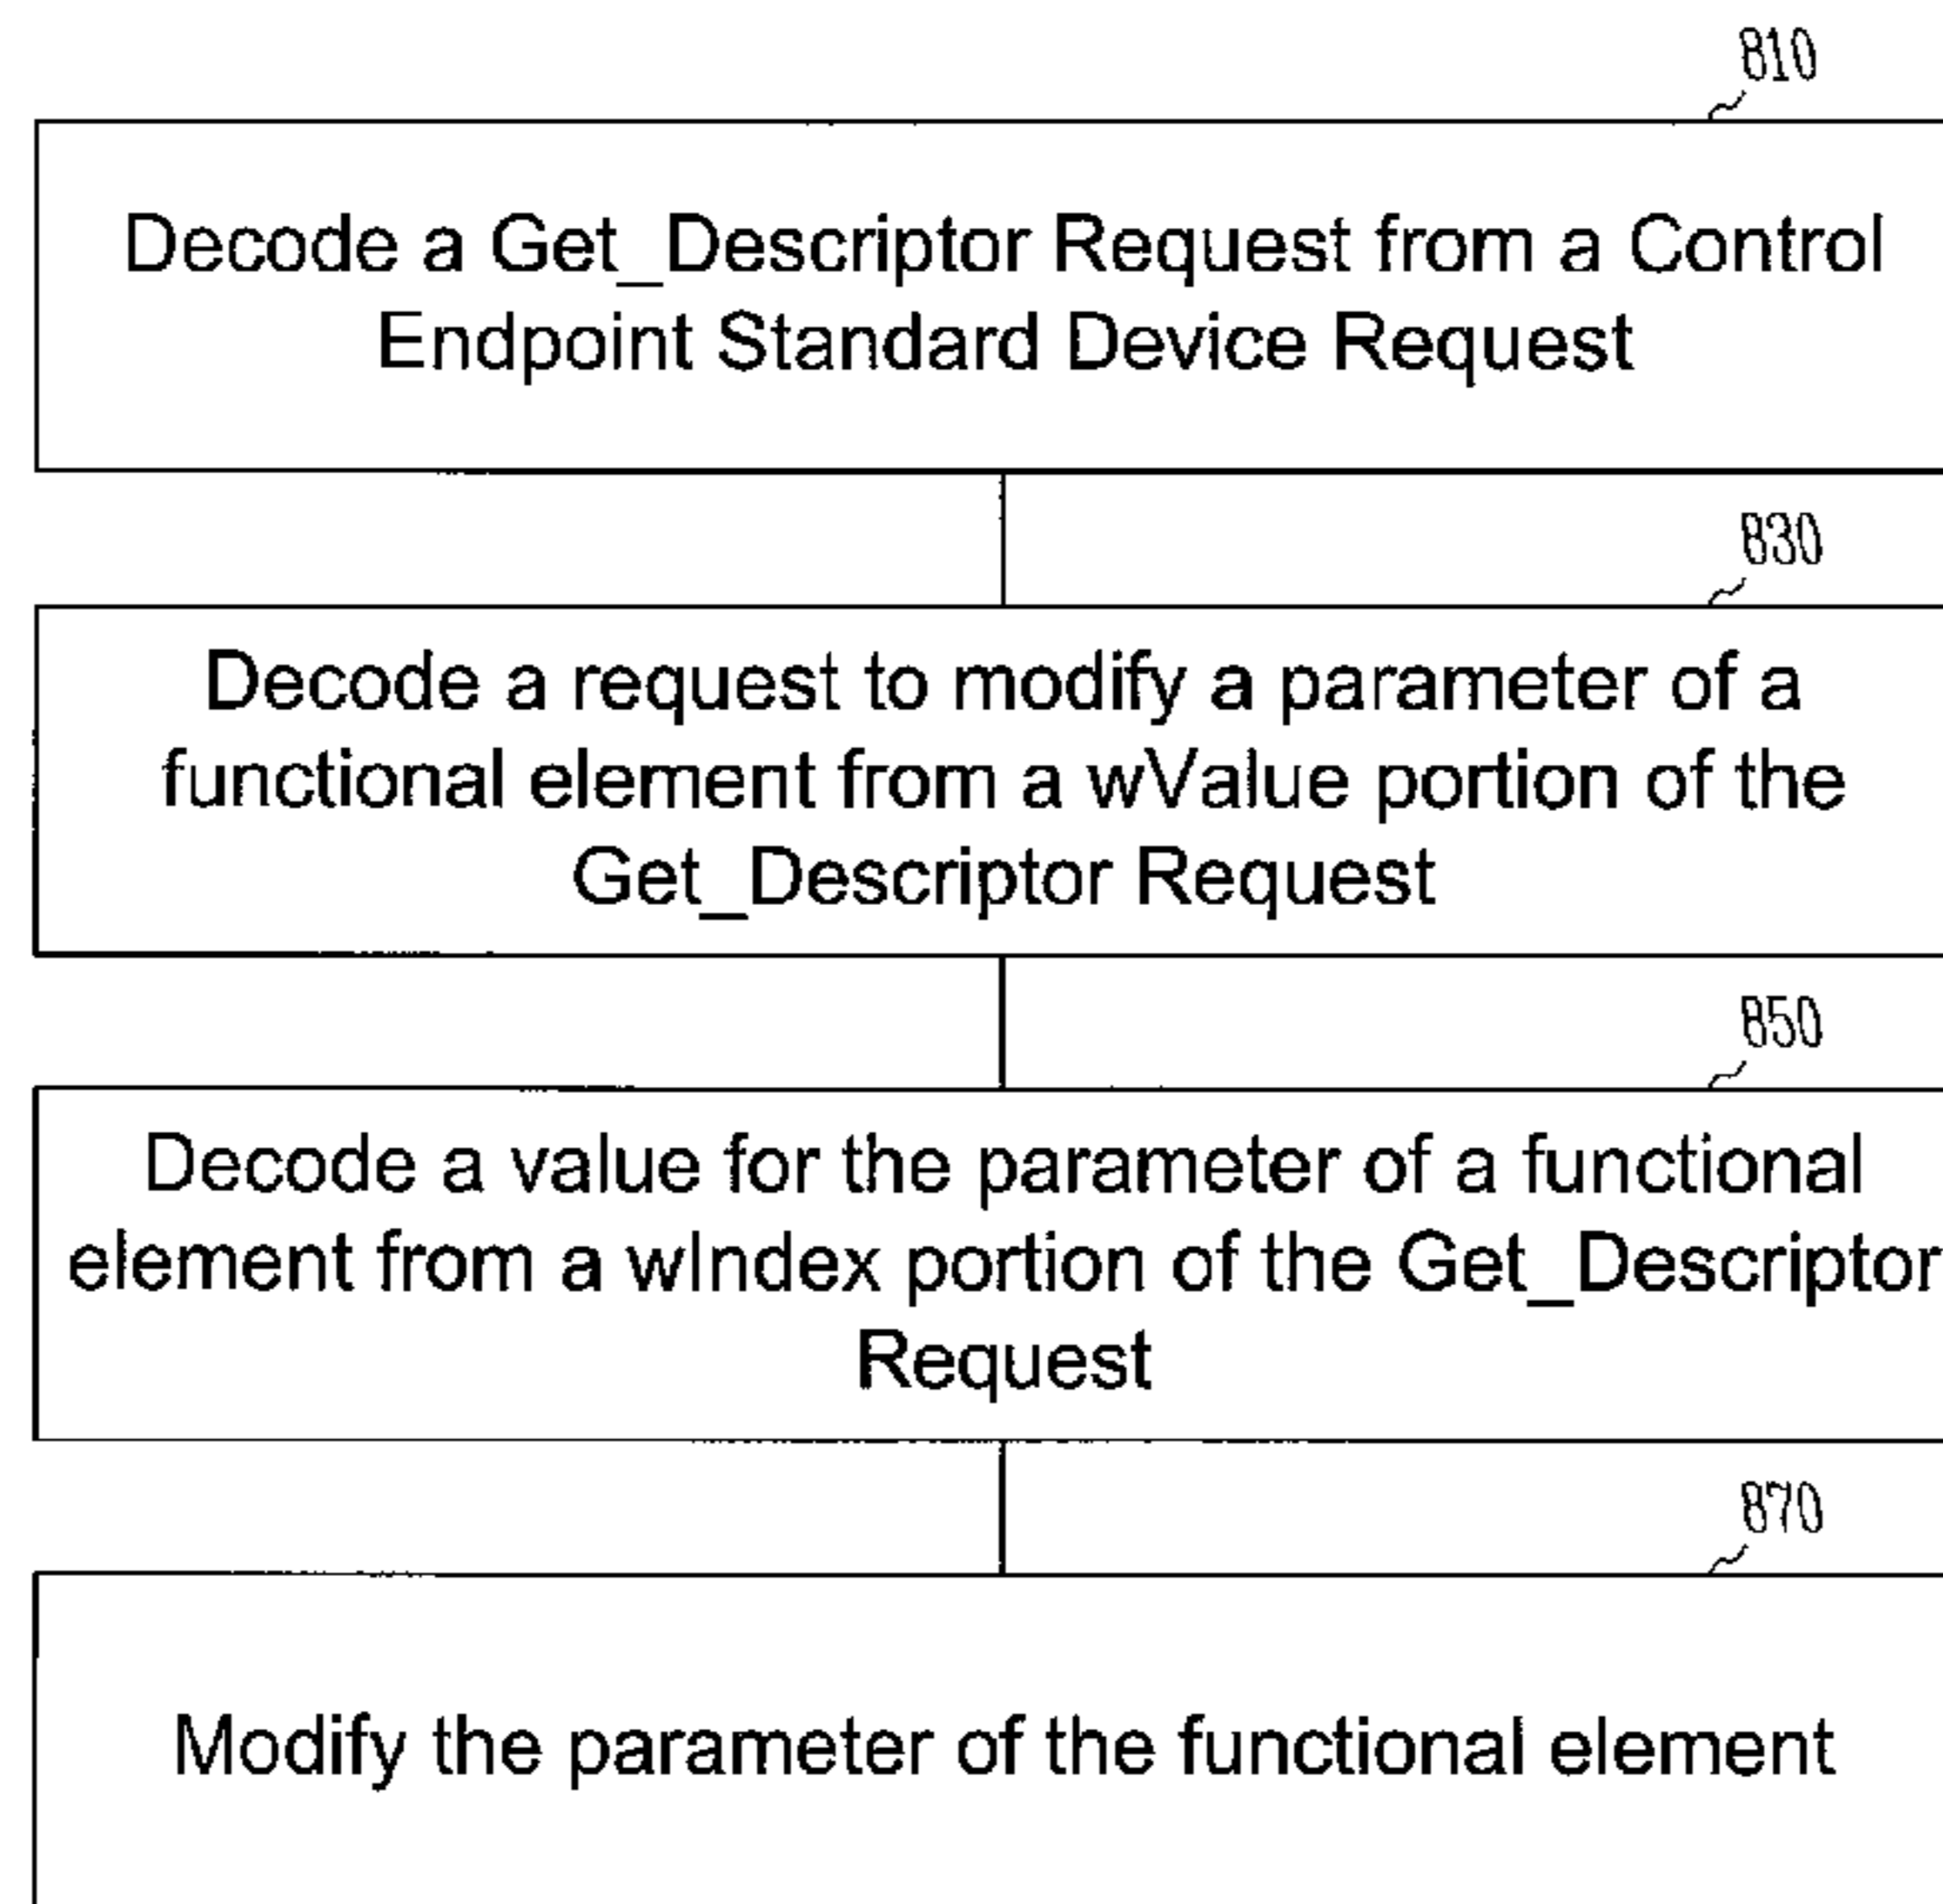 810
Decode a Get_Descriptor Request from a Control
Endpoint Standard Device Request
830
Decode a request to modify a parameter of a
functional element from a wValue portion of the
Get_Descriptor Request
850
Decode a value for the parameter of a functional
element from a wIndex portion of the Get_Descriptor
Request
870
Modify the parameter of the functional element